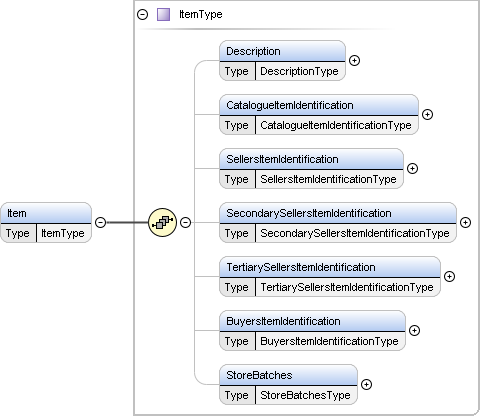 ItemType
Description
Type DescriptionType
CatalogueItemIdentification
Type CatalogueItemIdentificationType
SellersItemIdentification
Type SellersItemIdentificationType
Item
Type ItemType
SecondarySellersItemIdentification
Type SecondarySellersItemIdentificationType
TertiarySellersItemIdentification
Type TertiarySellersItemIdentificationType
BuyersItemIdentification
Type BuyersItemIdentificationType
StoreBatches
Type StoreBatchesType